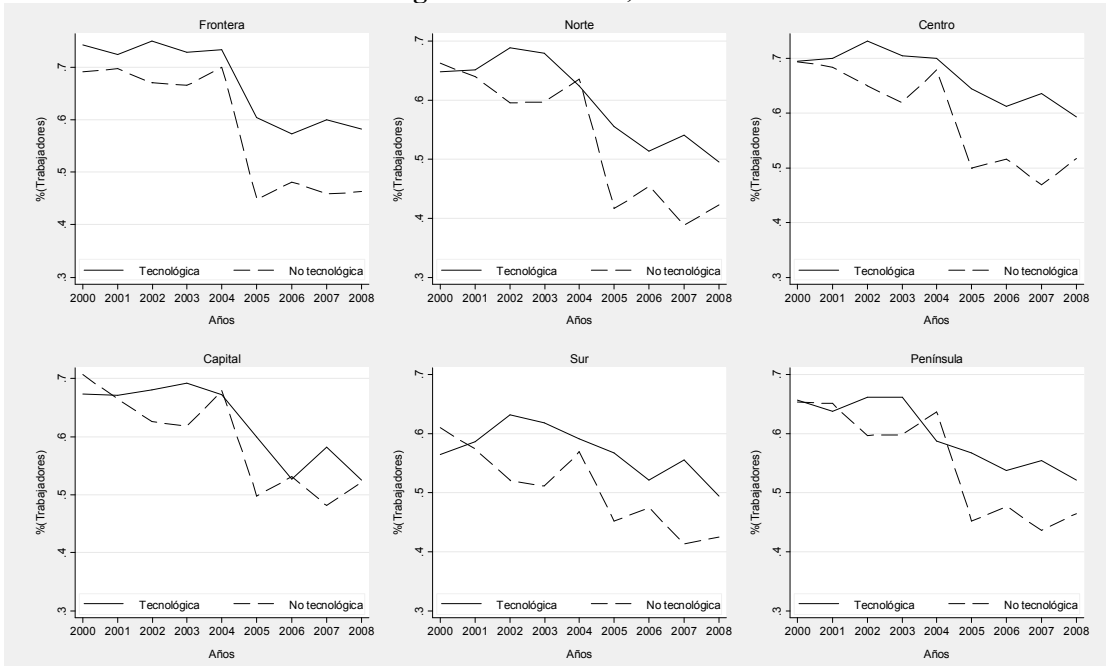 Frontera
%(Trabajadores)
.7
.6
.5
.4
.3
Tecnológica No tecnológica
2000 2001 2002 2003 2004 2005 2006 2007 2008
Años
Norte
%(Trabajadores)
.7
.6
.5
.4
.3
Tecnológica No tecnológica
2000 2001 2002 2003 2004 2005 2006 2007 2008
Años
Centro
%(Trabajadores)
.7
.6
.5
.4
.3
Tecnológica No tecnológica
2000 2001 2002 2003 2004 2005 2006 2007 2008
Años
Capital
%(Trabajadores)
.7
.6
.5
.4
.3
Tecnológica No tecnológica
2000 2001 2002 2003 2004 2005 2006 2007 2008
Años
Sur
%(Trabajadores)
.7
.6
.5
.4
.3
Tecnológica No tecnológica
2000 2001 2002 2003 2004 2005 2006 2007 2008
Años
Península
%(Trabajadores)
.7
.6
.5
.4
.3
Tecnológica No tecnológica
2000 2001 2002 2003 2004 2005 2006 2007 2008
Años